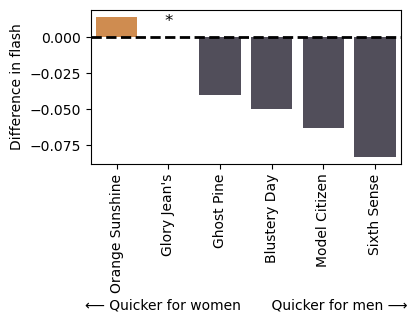 Difference in flash
0.000
−0.025
−0.050
−0.075
*
Orange Sunshine
Glory Jean's
Ghost Pine
Blustery Day
Model Citizen
Sixth Sense
⟵ Quicker for women
Quicker for men ⟶